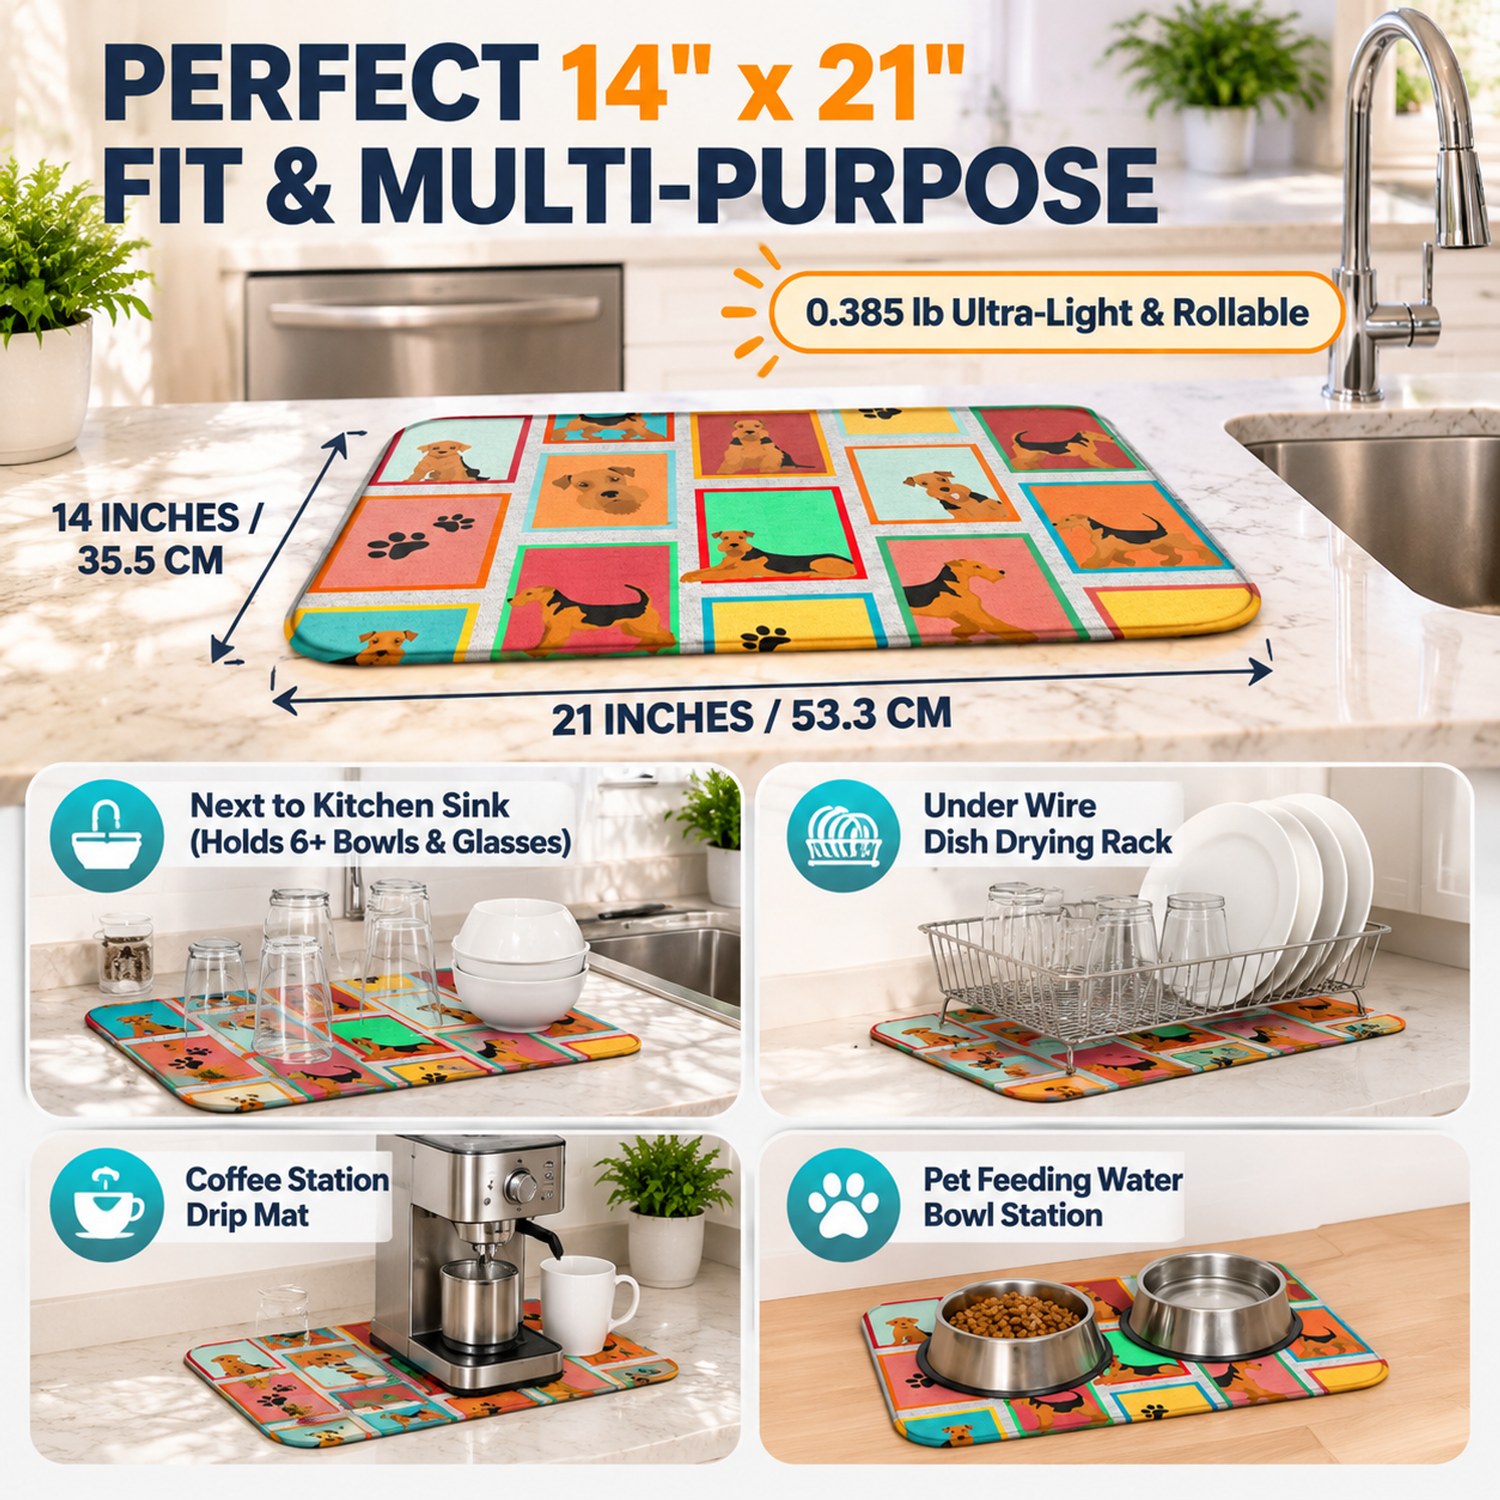 PERFECT 14" x 21"
FIT & MULTI-PURPOSE
0.385 lb Ultra-Light & Rollable
14 INCHES /
35.5 CM
21 INCHES / 53.3 CM
Next to Kitchen Sink
(Holds 6+ Bowls & Glasses)
Under Wire
Dish Drying Rack
Coffee Station
Drip Mat
Pet Feeding Water
Bowl Station